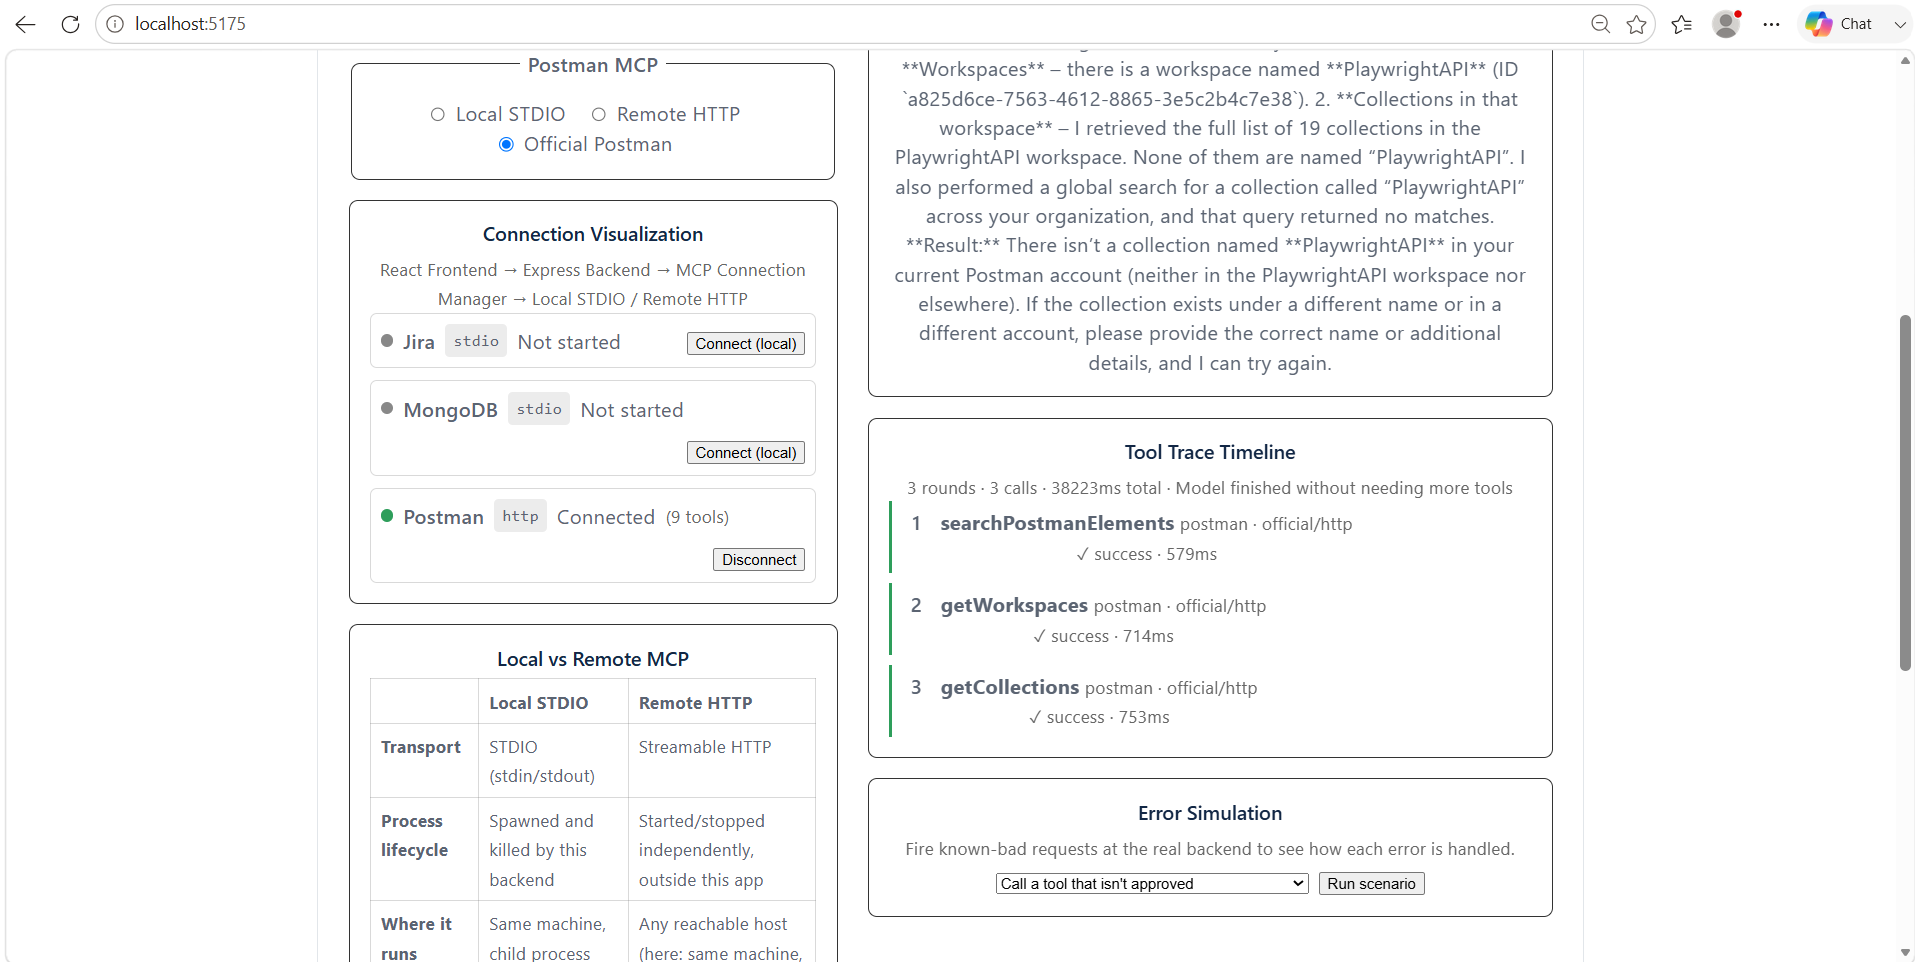 localhost:5175
Chat
Postman MCP
Local STDIO
Remote HTTP
Official Postman
Connection Visualization
React Frontend → Express Backend → MCP Connection
Manager → Local STDIO / Remote HTTP
Jira stdio Not started
Connect (local)
MongoDB stdio Not started
Connect (local)
Postman http Connected (9 tools)
Disconnect
Local vs Remote MCP
Local STDIO Remote HTTP
Transport STDIO Streamable HTTP
(stdin/stdout)
Process Spawned and Started/stopped
lifecycle killed by this independently,
backend outside this app
Where it Same machine, Any reachable host
runs child process (here: same machine,
**Workspaces** – there is a workspace named **PlaywrightAPI** (ID
`a825d6ce-7563-4612-8865-3e5c2b4c7e38`). 2. **Collections in that
workspace** – I retrieved the full list of 19 collections in the
PlaywrightAPI workspace. None of them are named “PlaywrightAPI”. I
also performed a global search for a collection called “PlaywrightAPI”
across your organization, and that query returned no matches.
**Result:** There isn’t a collection named **PlaywrightAPI** in your
current Postman account (neither in the PlaywrightAPI workspace nor
elsewhere). If the collection exists under a different name or in a
different account, please provide the correct name or additional
details, and I can try again.
Tool Trace Timeline
3 rounds · 3 calls · 38223ms total · Model finished without needing more tools
1 searchPostmanElements postman · official/http
✓ success · 579ms
2 getWorkspaces postman · official/http
✓ success · 714ms
3 getCollections postman · official/http
✓ success · 753ms
Error Simulation
Fire known-bad requests at the real backend to see how each error is handled.
Call a tool that isn't approved
Run scenario